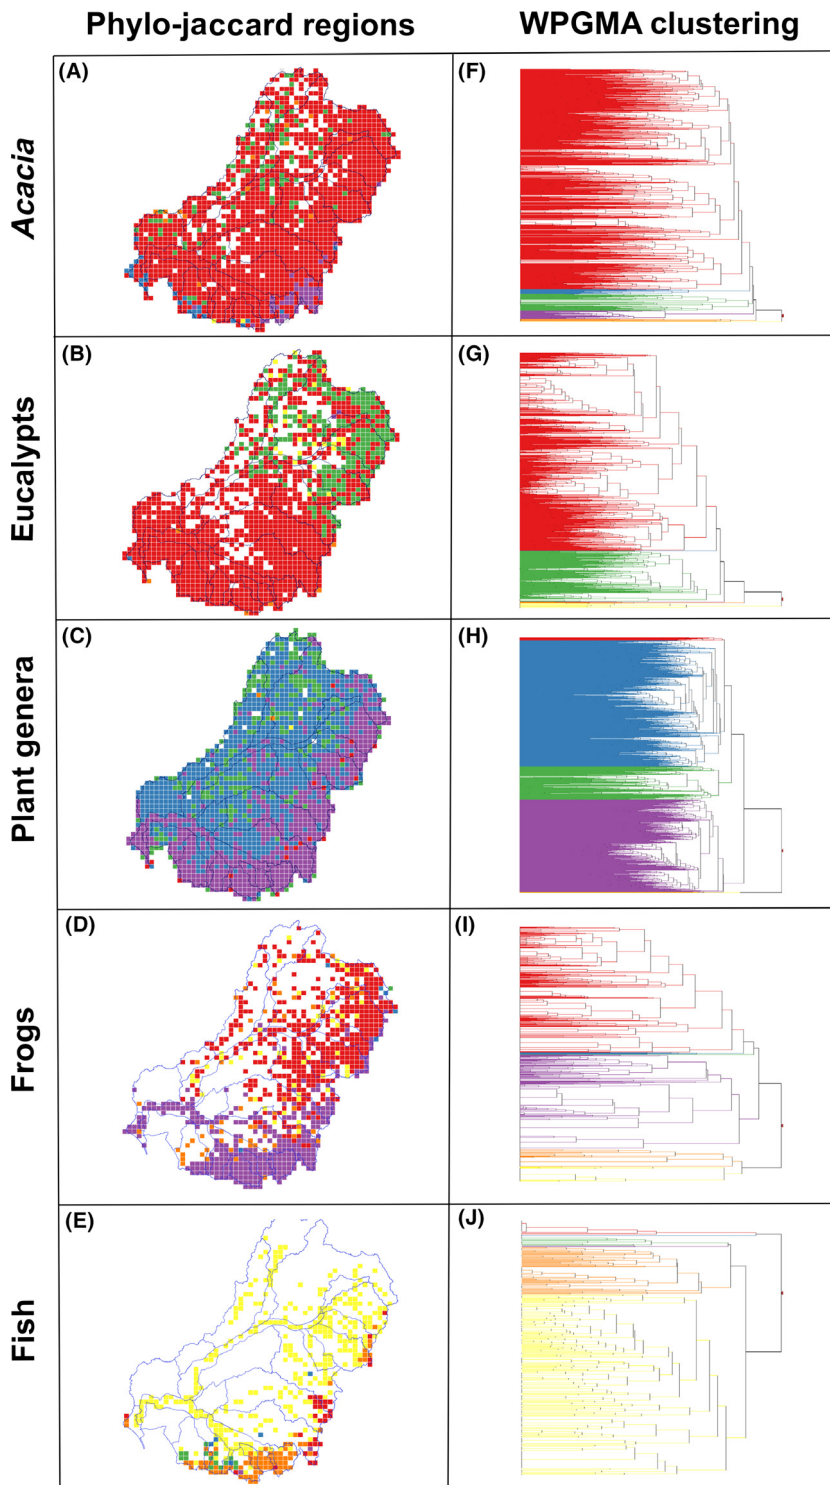 Phylo-jaccard regions
WPGMA clustering
Acacia
(A)
(F)
Eucalypts
(B)
(G)
Plant genera
(C)
(H)
Frogs
(D)
(I)
Fish
(E)
(J)